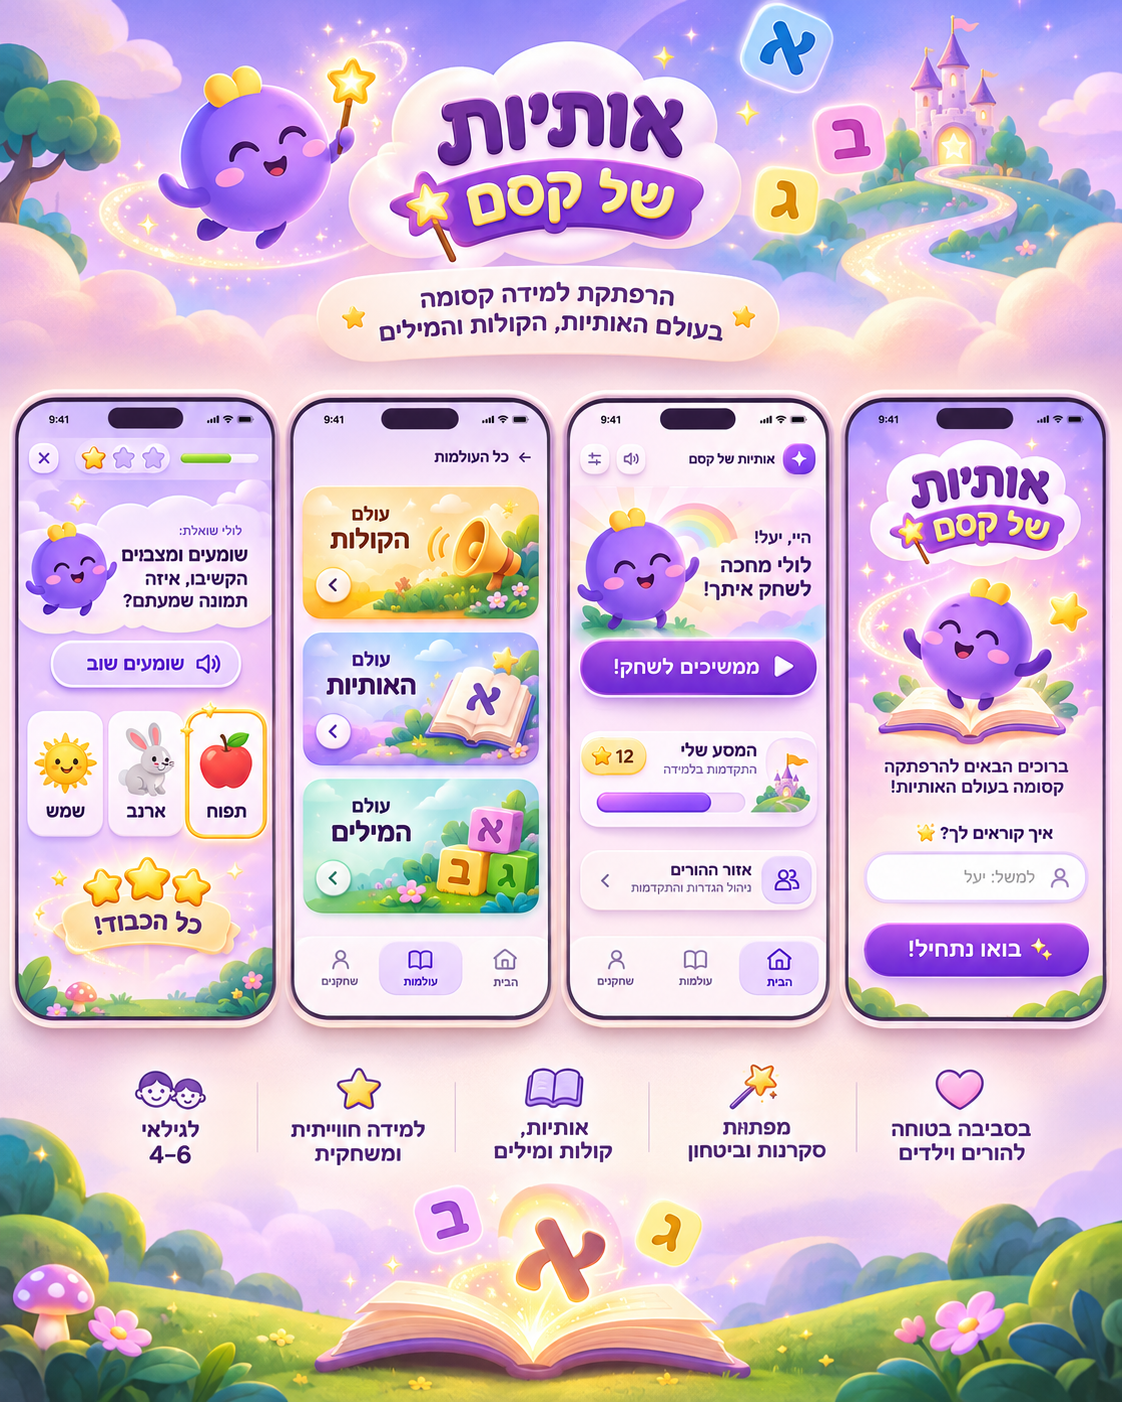 אותיות
של קסם
א
ב
ג
הרפתקת למידה קסומה
בעולם האותיות, הקולות והמילים
9:41
אותיות
של קסם
ברוכים הבאים להרפתקה
קסומה בעולם האותיות!
איך קוראים לך?
למשל: יעל
בואו נתחיל!
9:41
אותיות של קסם
היי, יעל!
לולי מחכה
לשחק איתך!
ממשיכים לשחק!
המסע שלי
התקדמות בלמידה
12
אזור ההורים
ניהול הגדרות והתקדמות
הבית
עולמות
שחקנים
9:41
כל העולמות
עולם
הקולות
עולם
האותיות
א
עולם
המילים
א
ב
ג
הבית
עולמות
שחקנים
9:41
לולי שואלת:
שומעים ומצביים
הקשיבו, איזה
תמונה שמעתם?
שומעים שוב
תפוח
ארנב
שמש
כל הכבוד!
בסביבה בטוחה
להורים וילדים
מפתחות
סקרנות וביטחון
אותיות,
קולות ומילים
למידה חווייתית
ומשחקית
לגילאי
4–6
ב
א
ג